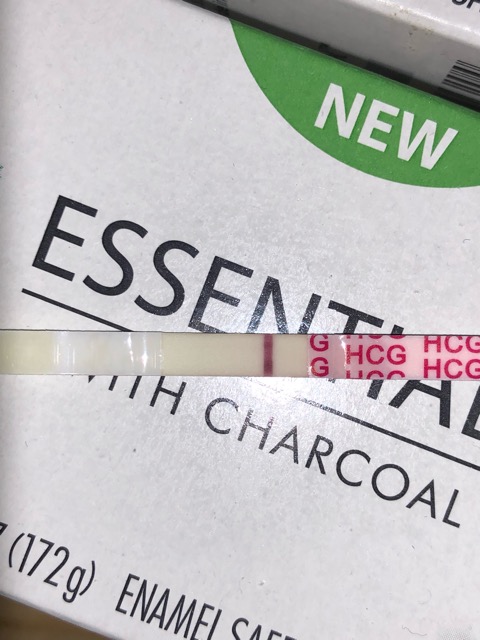 NEW
ESSENTIAL
G HCG HCG
G HCG HCG
WITH CHARCOAL
(172g) ENAMEL SAFE